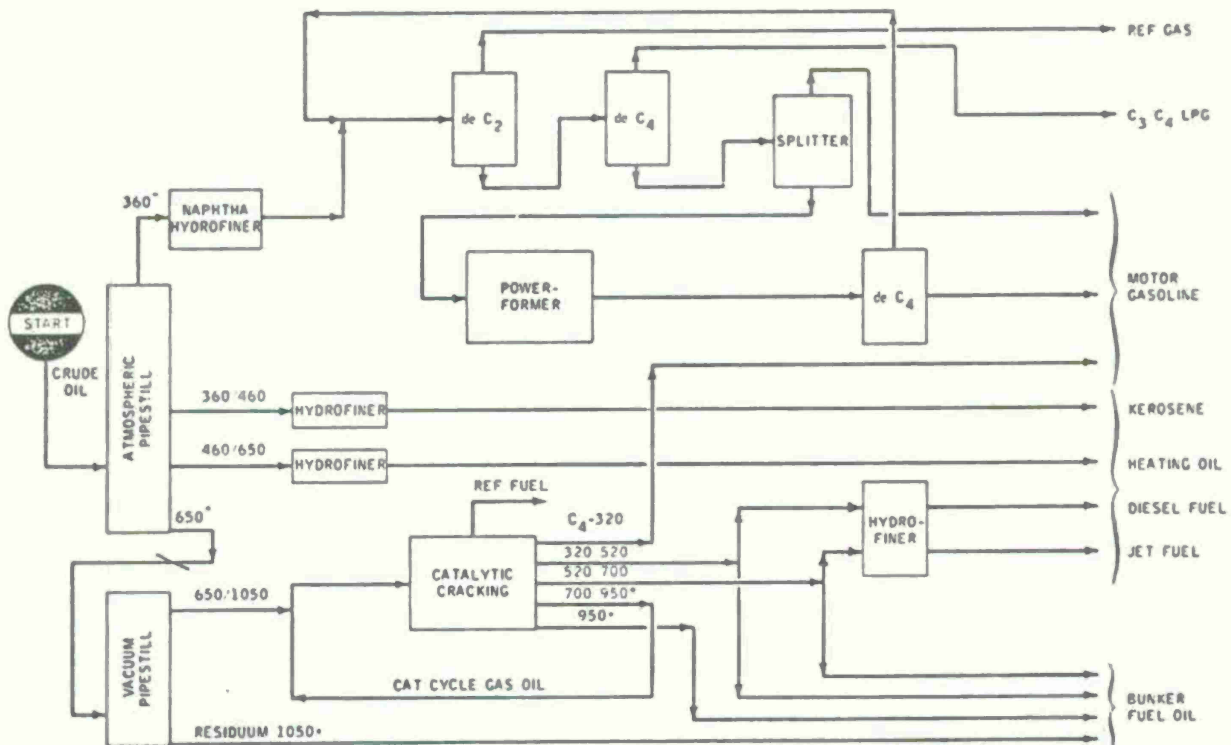 REF GAS
de C2
de C4
C3 C4 LPG
SPLITTER
360°
NAPHTHA
HYDROFINER
POWER-
FORMER
de C4
MOTOR
GASOLINE
START
CRUDE
OIL
ATMOSPHERIC
PIPESTILL
360/460
HYDROFINER
KEROSENE
460/650
HYDROFINER
HEATING OIL
REF FUEL
650°
C4-320
320 520
520 700
700 950°
950+
CATALYTIC
CRACKING
HYDRO-
FINER
DIESEL FUEL
JET FUEL
VACUUM
PIPESTILL
650/1050
CAT CYCLE GAS OIL
BUNKER
FUEL OIL
RESIDUUM 1050+